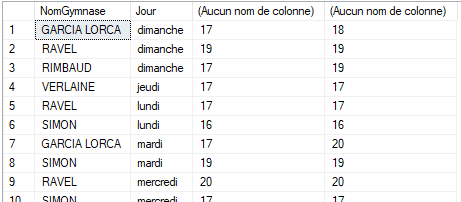 NomGymnase Jour (Aucun nom de colonne) (Aucun nom de colonne)
1 GARCIA LORCA dimanche 17 18
2 RAVEL dimanche 19 19
3 RIMBAUD dimanche 17 19
4 VERLAINE jeudi 17 17
5 RAVEL lundi 17 17
6 SIMON lundi 16 16
7 GARCIA LORCA mardi 17 20
8 SIMON mardi 19 19
9 RAVEL mercredi 20 20
10 SIMON mercredi 17 17